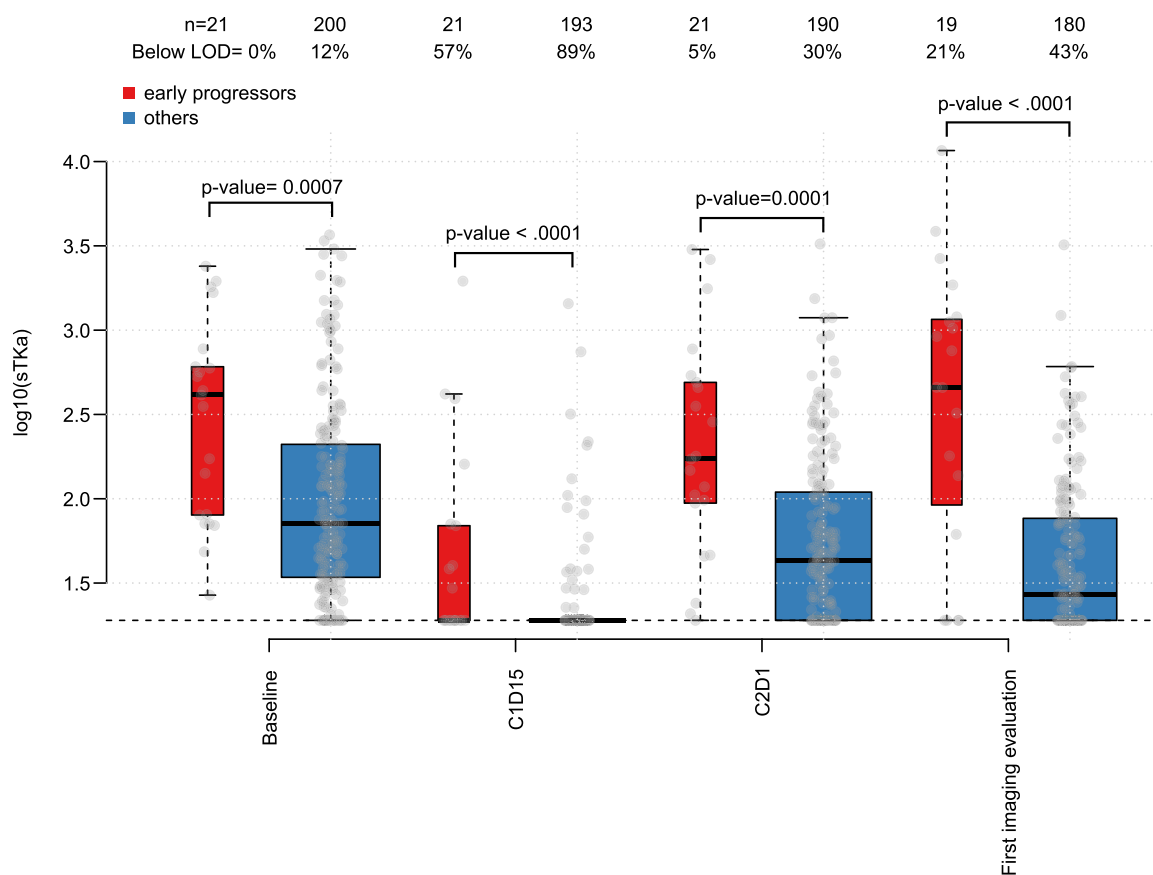 n=21 200 21 193 21 190 19 180
Below LOD= 0% 12% 57% 89% 5% 30% 21% 43%
early progressors
others
p-value < .0001
p-value= 0.0007
p-value=0.0001
p-value < .0001
4.0
3.5
3.0
2.5
2.0
1.5
log10(sTKa)
Baseline
C1D15
C2D1
First imaging evaluation